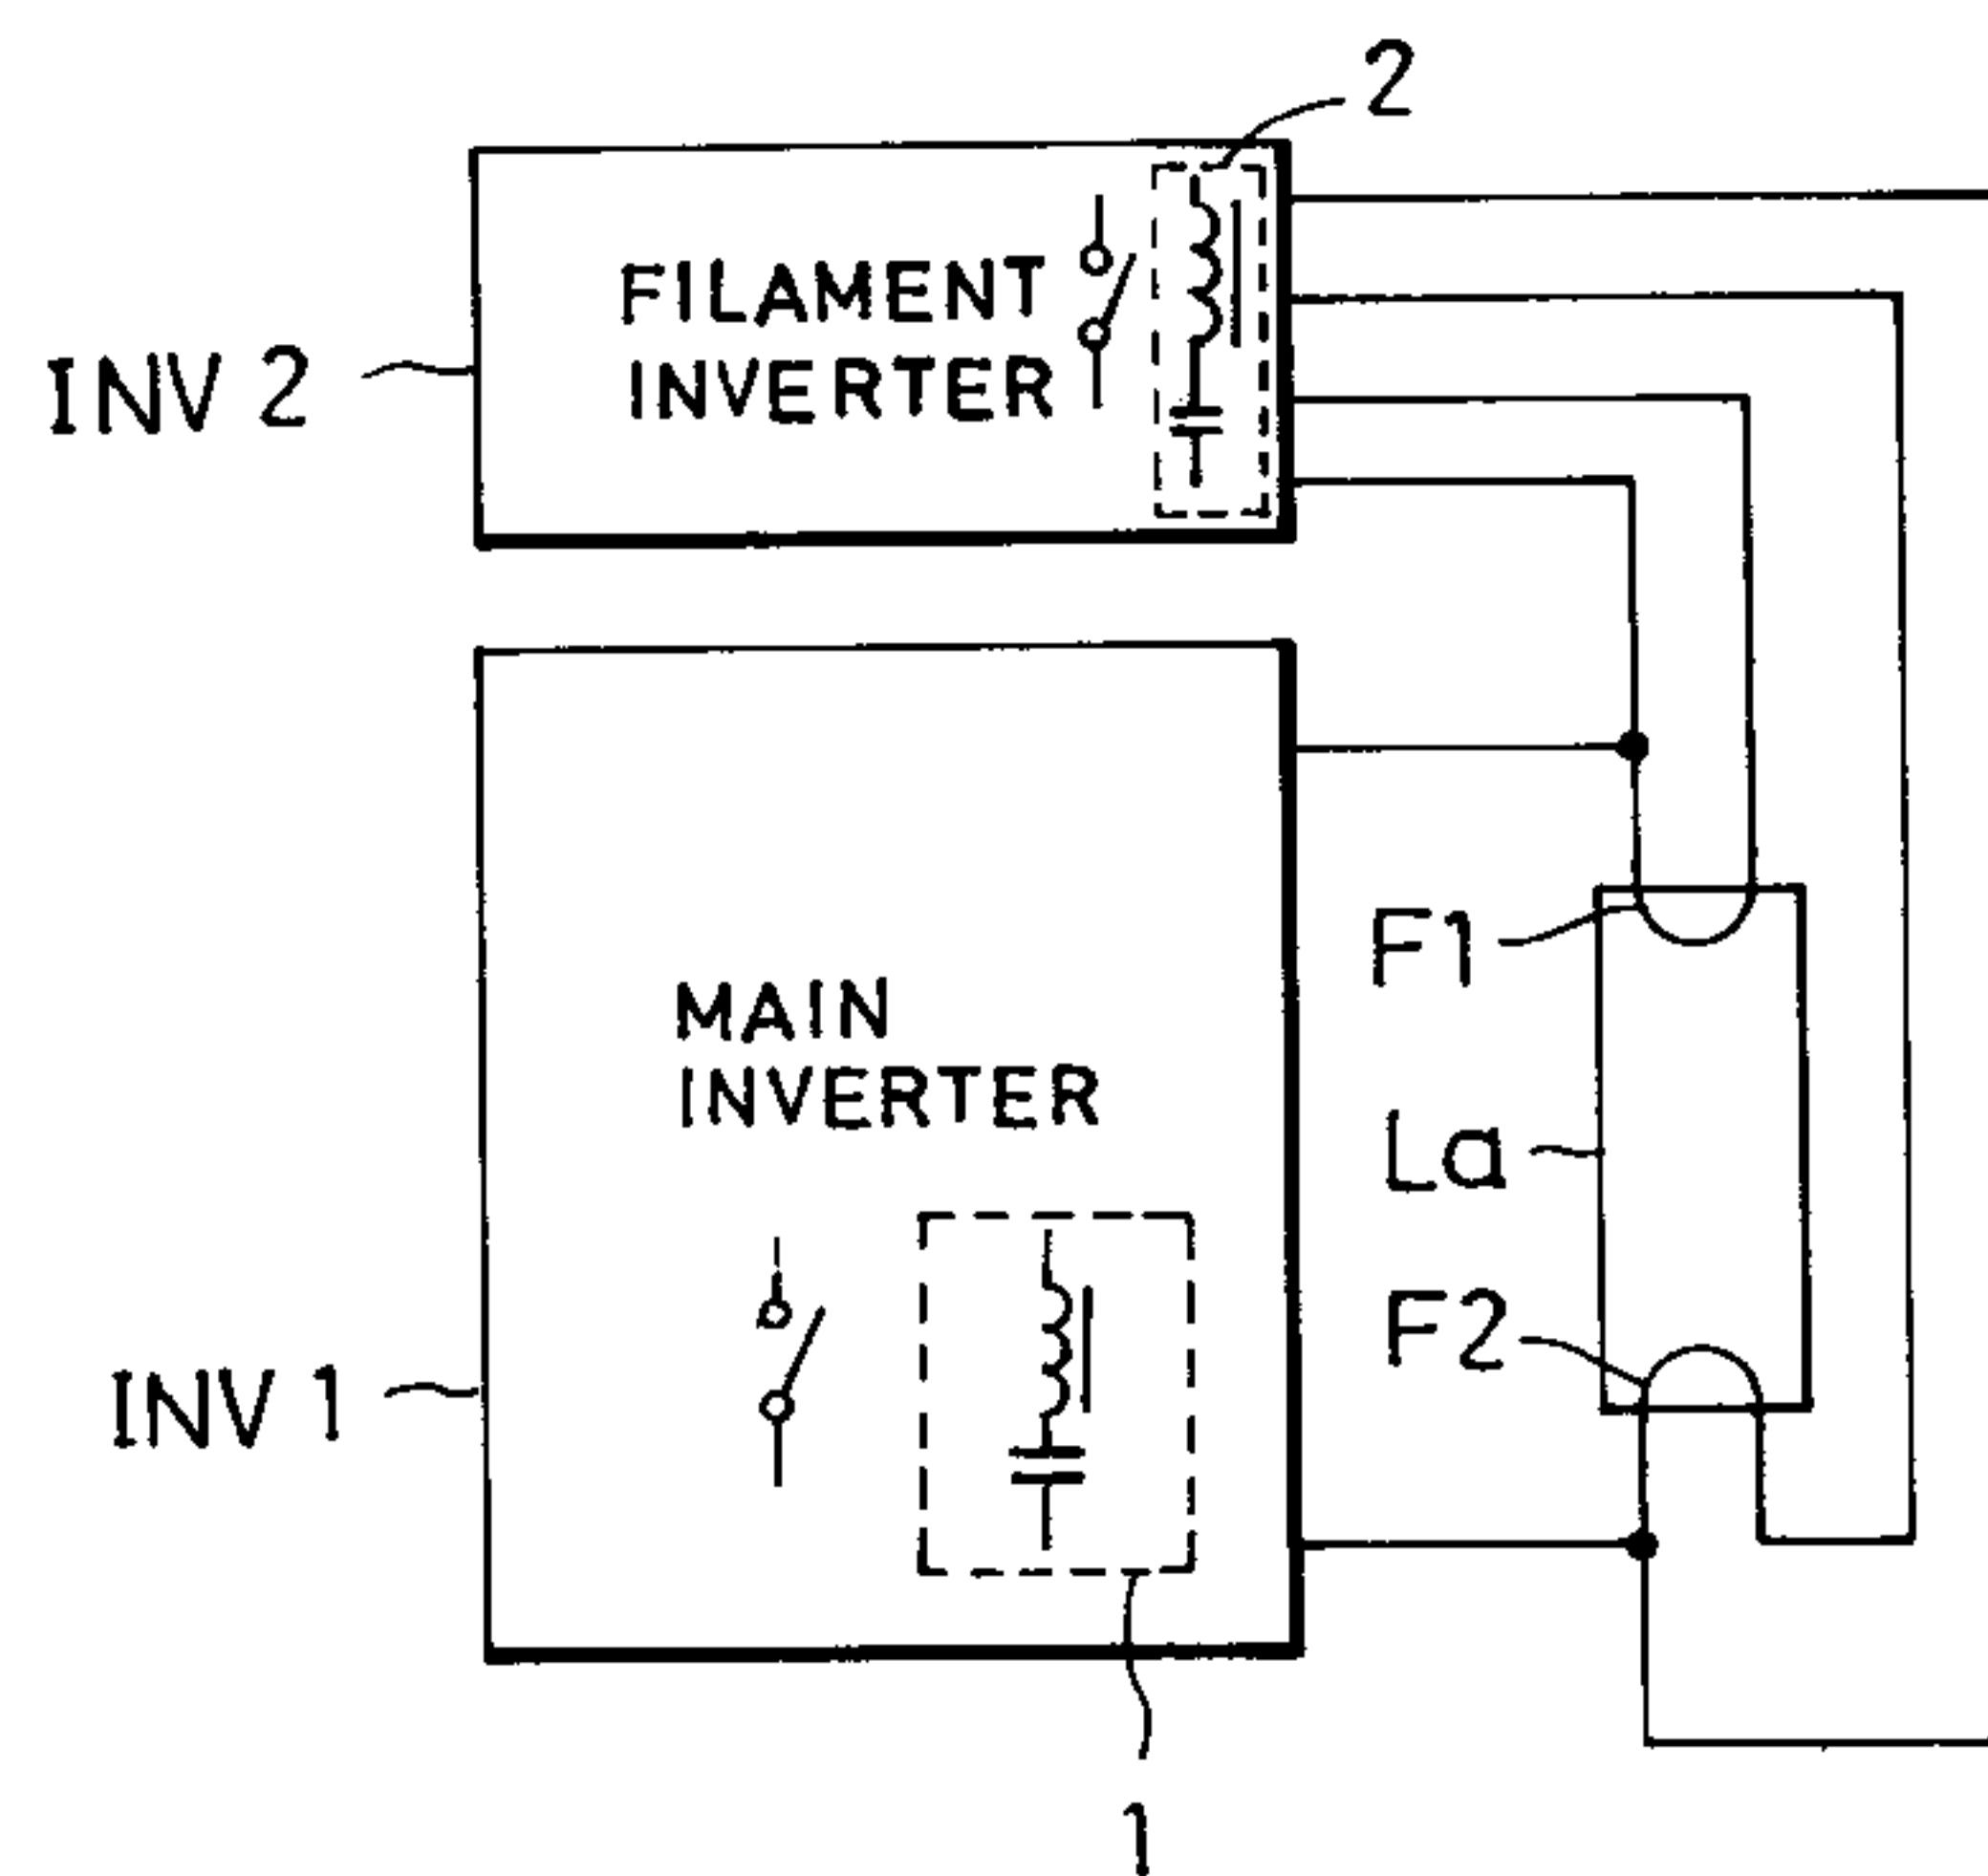 2
FILAMENT
INVERTER
INV 2
F1
MAIN
INVERTER
La
F2
INV 1
1